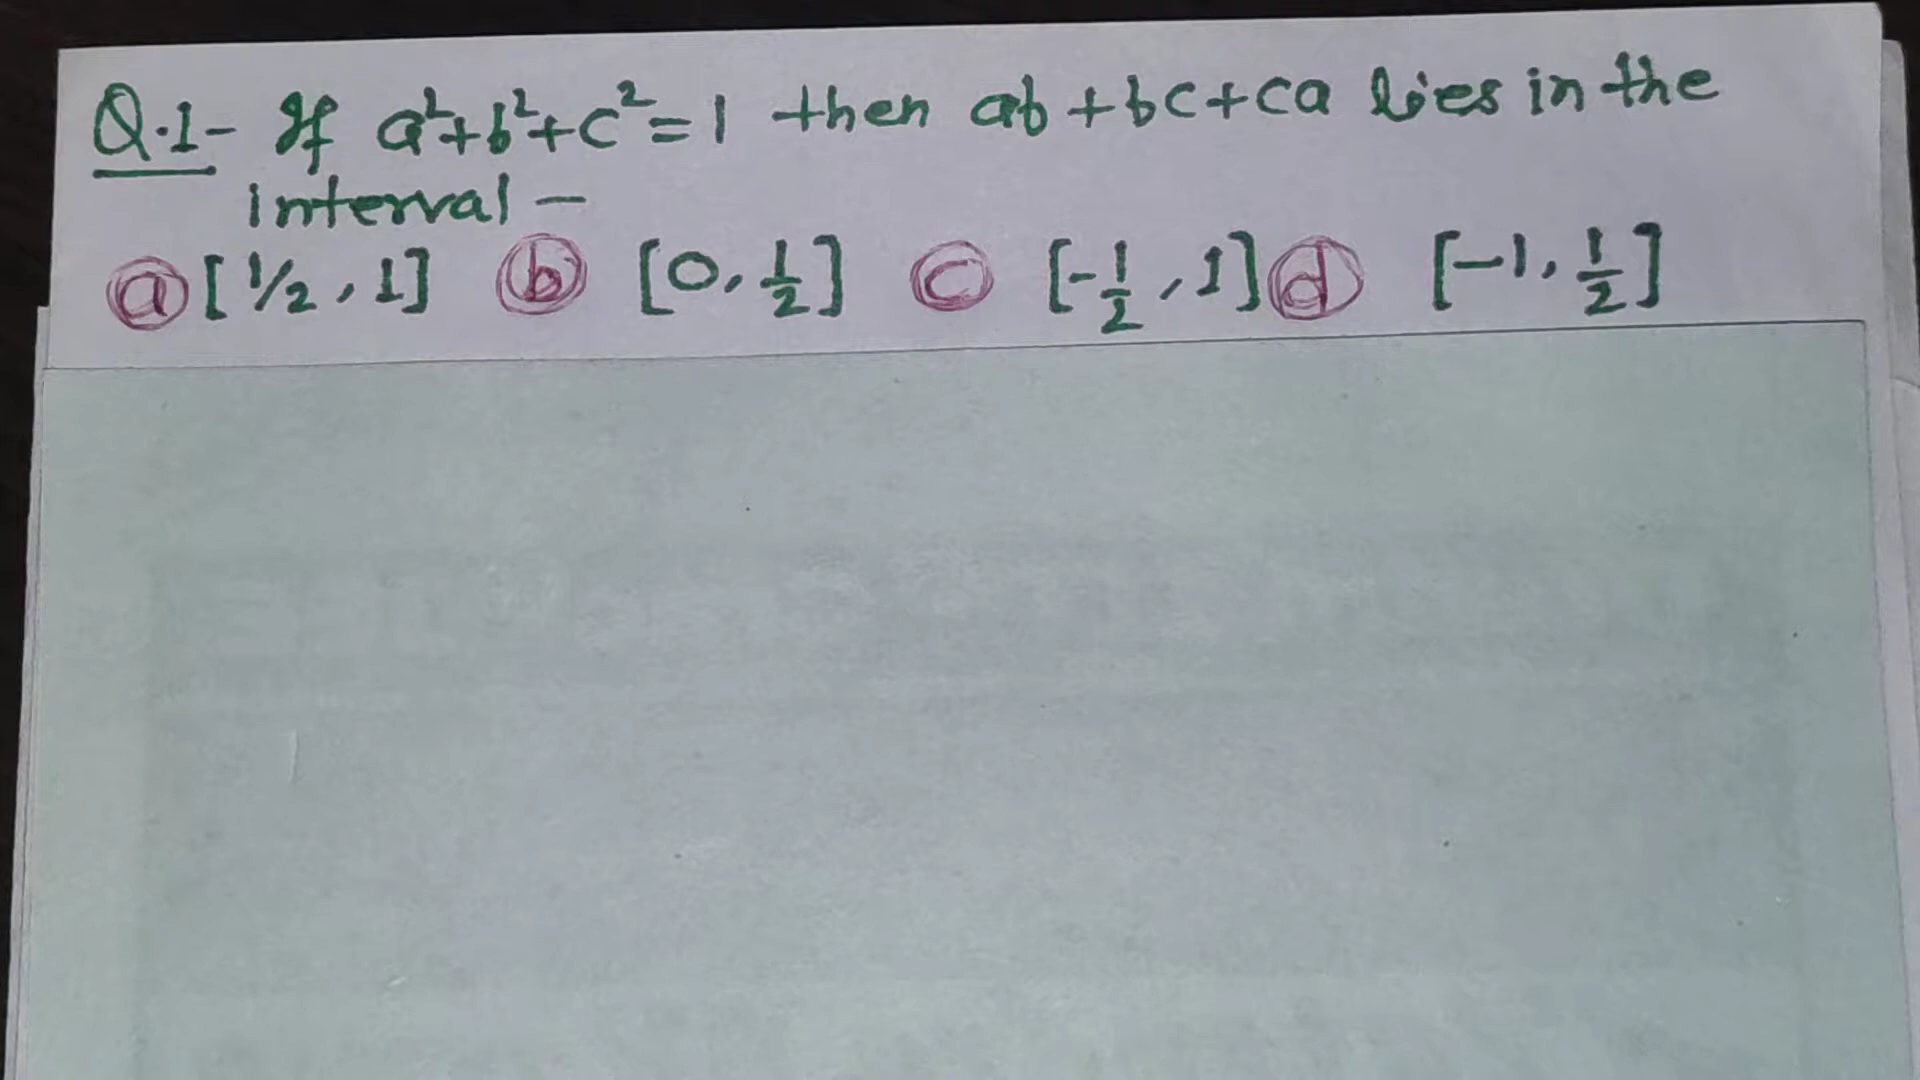 Q.1- If a²+b²+c²=1 then ab+bc+ca lies in the
interval -
ⓐ [1/2, 1] ⓑ [0, 1/2] ⓒ [-1/2, 1] ⓓ [-1, 1/2]